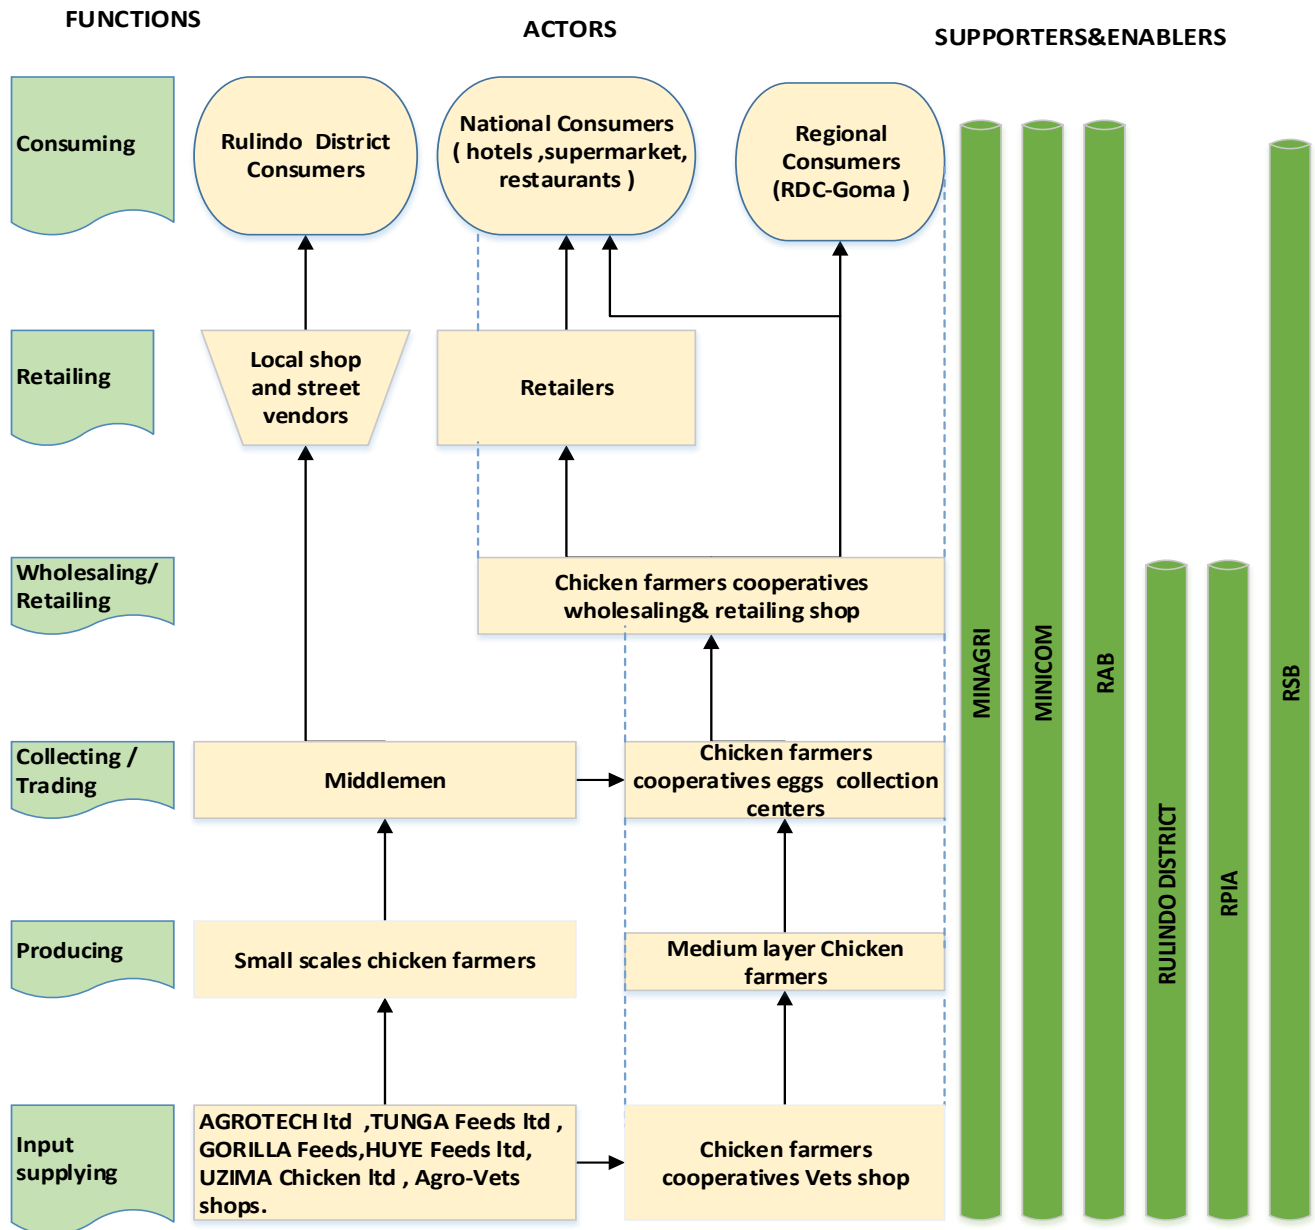 FUNCTIONS
ACTORS
SUPPORTERS&ENABLERS
Consuming
Rulindo District
Consumers
National Consumers
( hotels ,supermarket,
restaurants )
Regional
Consumers
(RDC-Goma )
Retailing
Local shop
and street
vendors
Retailers
Wholesaling/
Retailing
Chicken farmers cooperatives
wholesaling& retailing shop
Collecting /
Trading
Middlemen
Chicken farmers
cooperatives eggs collection
centers
Producing
Small scales chicken farmers
Medium layer Chicken
farmers
Input
supplying
AGROTECH ltd ,TUNGA Feeds ltd ,
GORILLA Feeds,HUYE Feeds ltd,
UZIMA Chicken ltd , Agro-Vets
shops.
Chicken farmers
cooperatives Vets shop
MINAGRI
MINICOM
RAB
RULINDO DISTRICT
RPIA
RSB